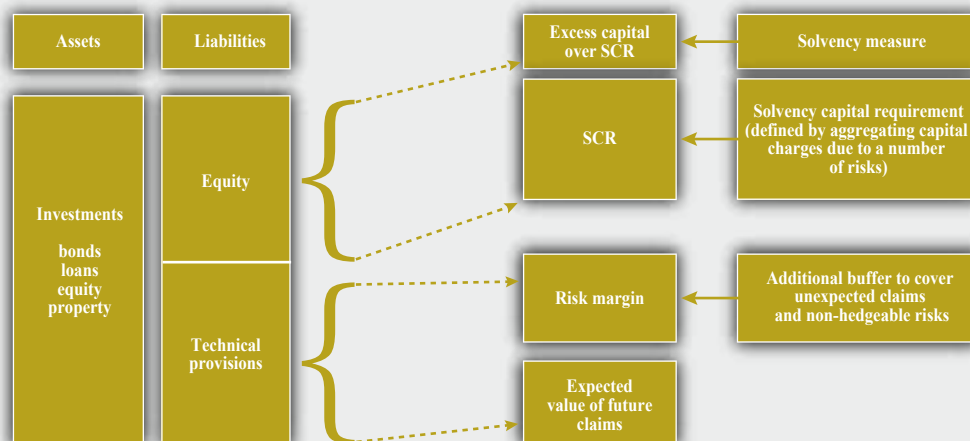 Assets
Liabilities
Excess capital
over SCR
Solvency measure
Investments
bonds
loans
equity
property
Equity
SCR
Solvency capital requirement
(defined by aggregating capital
charges due to a number
of risks)
Technical
provisions
Risk margin
Additional buffer to cover
unexpected claims
and non-hedgeable risks
Expected
value of future
claims